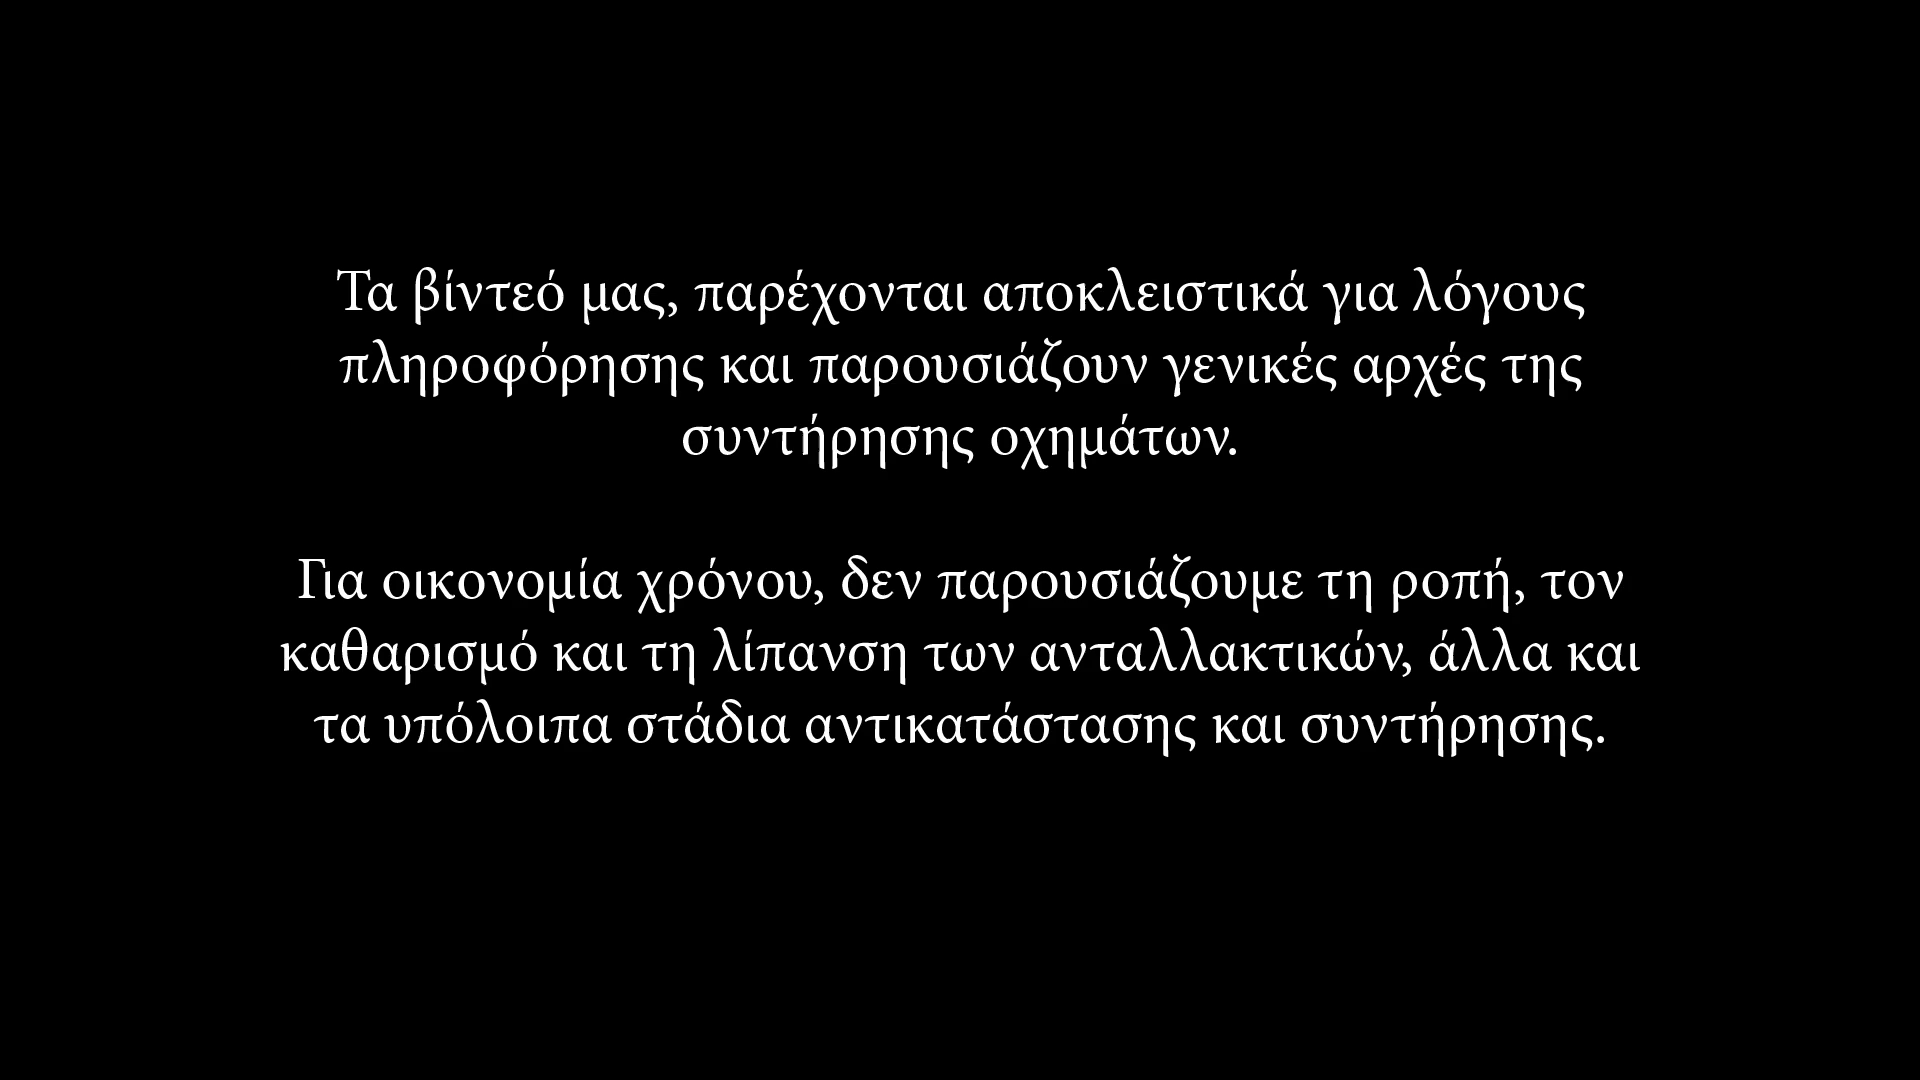 Τα βίντεό μας, παρέχονται αποκλειστικά για λόγους
πληροφόρησης και παρουσιάζουν γενικές αρχές της
συντήρησης οχημάτων.
Για οικονομία χρόνου, δεν παρουσιάζουμε τη ροπή, τον
καθαρισμό και τη λίπανση των ανταλλακτικών, άλλα και
τα υπόλοιπα στάδια αντικατάστασης και συντήρησης.